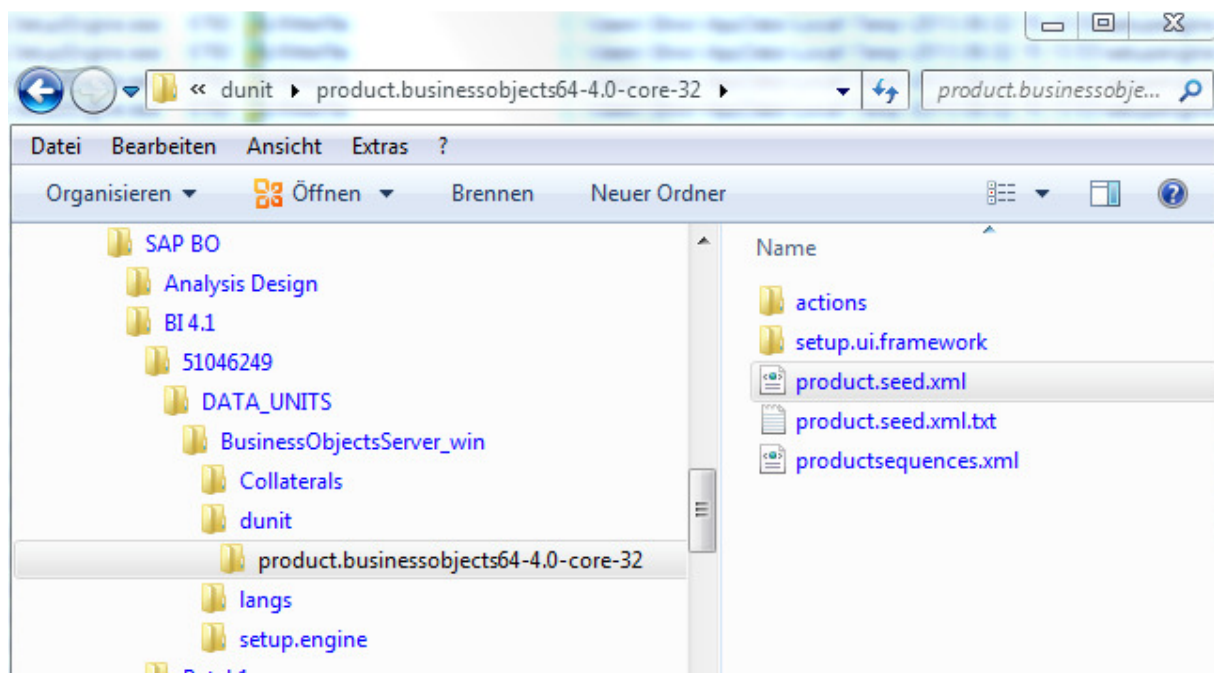 « dunit product.businessobjects64-4.0-core-32 product.businessobje...
Datei Bearbeiten Ansicht Extras ?
Organisieren Öffnen Brennen Neuer Ordner
SAP BO
Analysis Design
BI 4.1
51046249
DATA_UNITS
BusinessObjectsServer_win
Collaterals
dunit
product.businessobjects64-4.0-core-32
langs
setup.engine
Name
actions
setup.ui.framework
product.seed.xml
product.seed.xml.txt
productsequences.xml